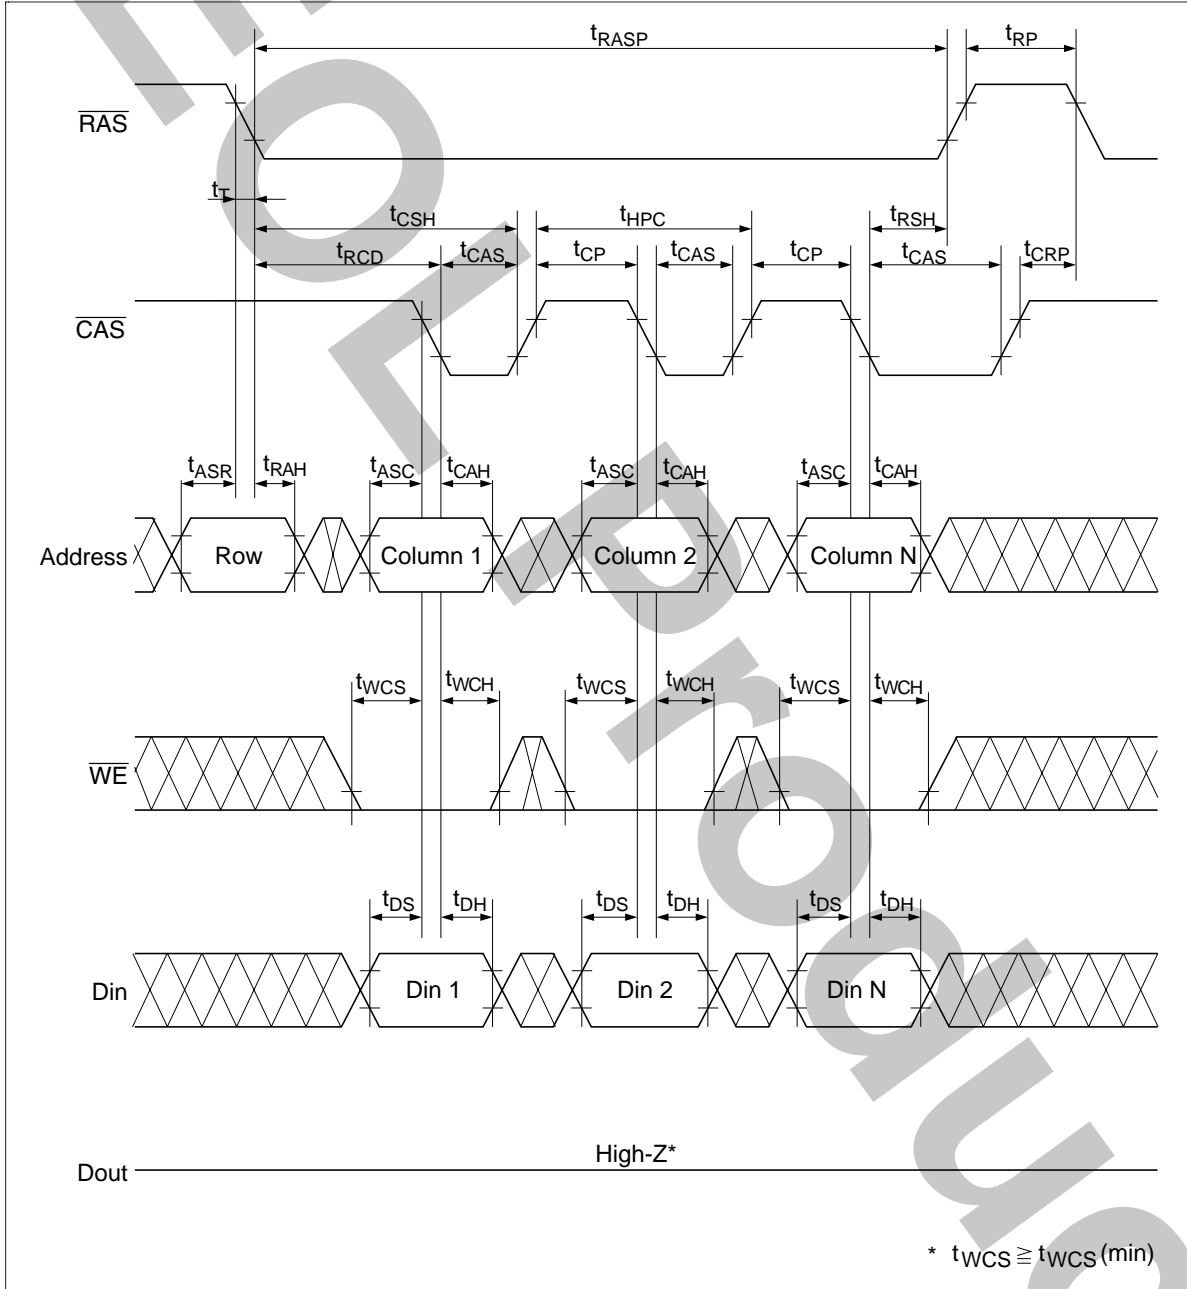 tRASP tRP
RAS
tT
tCSH tHPC tRSH
tRCD tCAS tCP tCAS tCP tCAS tCRP
CAS
tASR tRAH tASC tCAH tASC tCAH tASC tCAH
Address Row Column 1 Column 2 Column N
tWCS tWCH tWCS tWCH tWCS tWCH
WE
tDS tDH tDS tDH tDS tDH
Din Din 1 Din 2 Din N
High-Z*
Dout
* tWCS ≧ tWCS (min)
EOL Produc